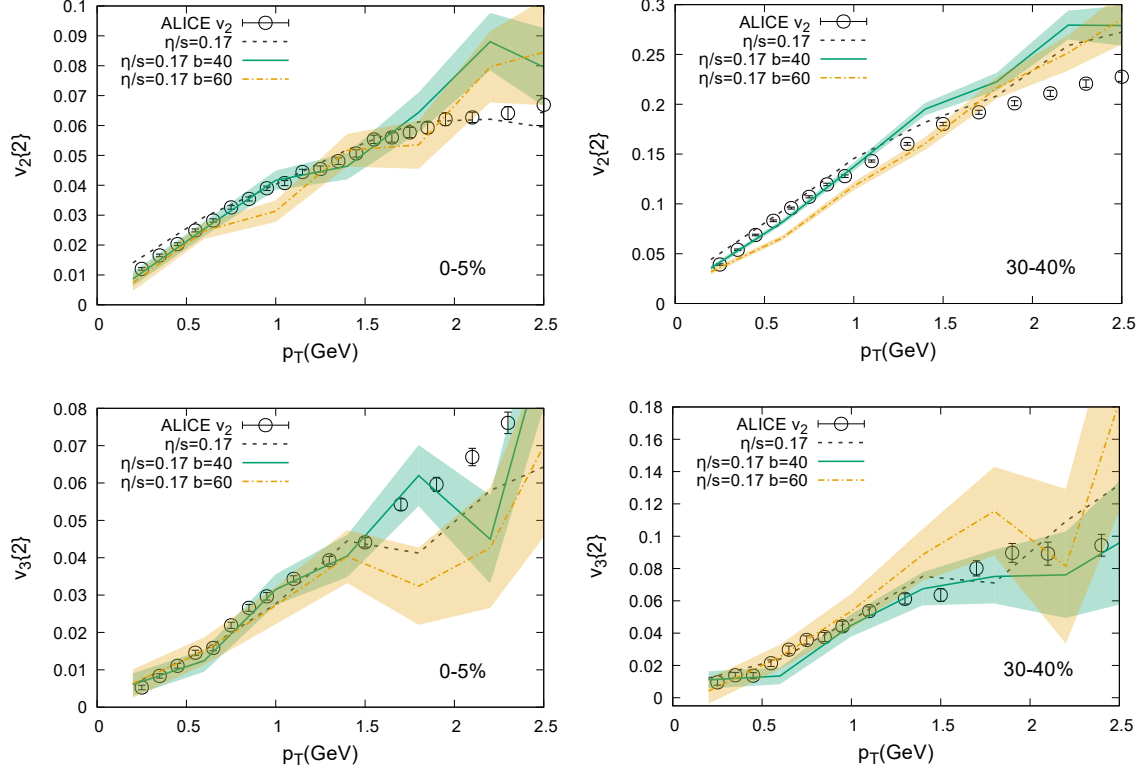 ALICE v2
η/s=0.17
η/s=0.17 b=40
η/s=0.17 b=60
v2{2}
0.1
0.09
0.08
0.07
0.06
0.05
0.04
0.03
0.02
0.01
0
0-5%
0 0.5 1 1.5 2 2.5
pT(GeV)
ALICE v2
η/s=0.17
η/s=0.17 b=40
η/s=0.17 b=60
v2{2}
0.3
0.25
0.2
0.15
0.1
0.05
0
30-40%
0 0.5 1 1.5 2 2.5
pT(GeV)
ALICE v2
η/s=0.17
η/s=0.17 b=40
η/s=0.17 b=60
v3{2}
0.08
0.07
0.06
0.05
0.04
0.03
0.02
0.01
0
0-5%
0 0.5 1 1.5 2 2.5
pT(GeV)
ALICE v2
η/s=0.17
η/s=0.17 b=40
η/s=0.17 b=60
v3{2}
0.18
0.16
0.14
0.12
0.1
0.08
0.06
0.04
0.02
0
30-40%
0 0.5 1 1.5 2 2.5
pT(GeV)